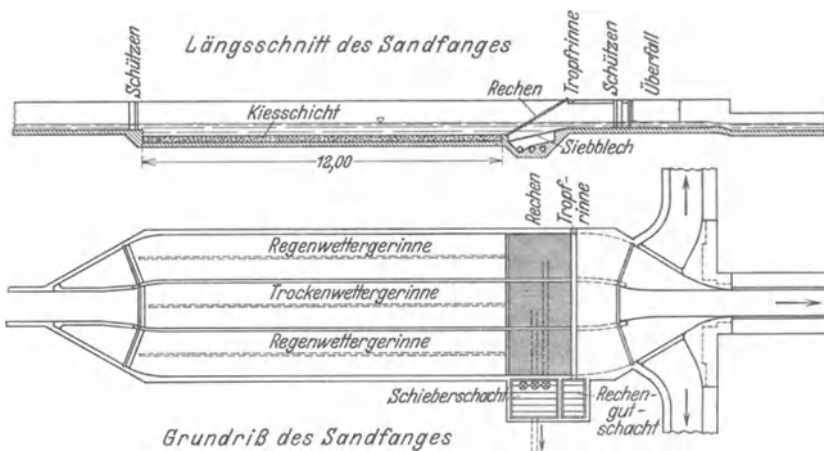 Längsschnitt des Sandfanges
Schützen
Kiesschicht
Rechen
Tropfrinne
Schützen
Überfall
Siebblech
12,00
Rechen
Tropf-
rinne
Regenwettergerinne
Trockenwettergerinne
Regenwettergerinne
Schieberschacht
Rechen-
gut-
schacht
Grundriß des Sandfanges